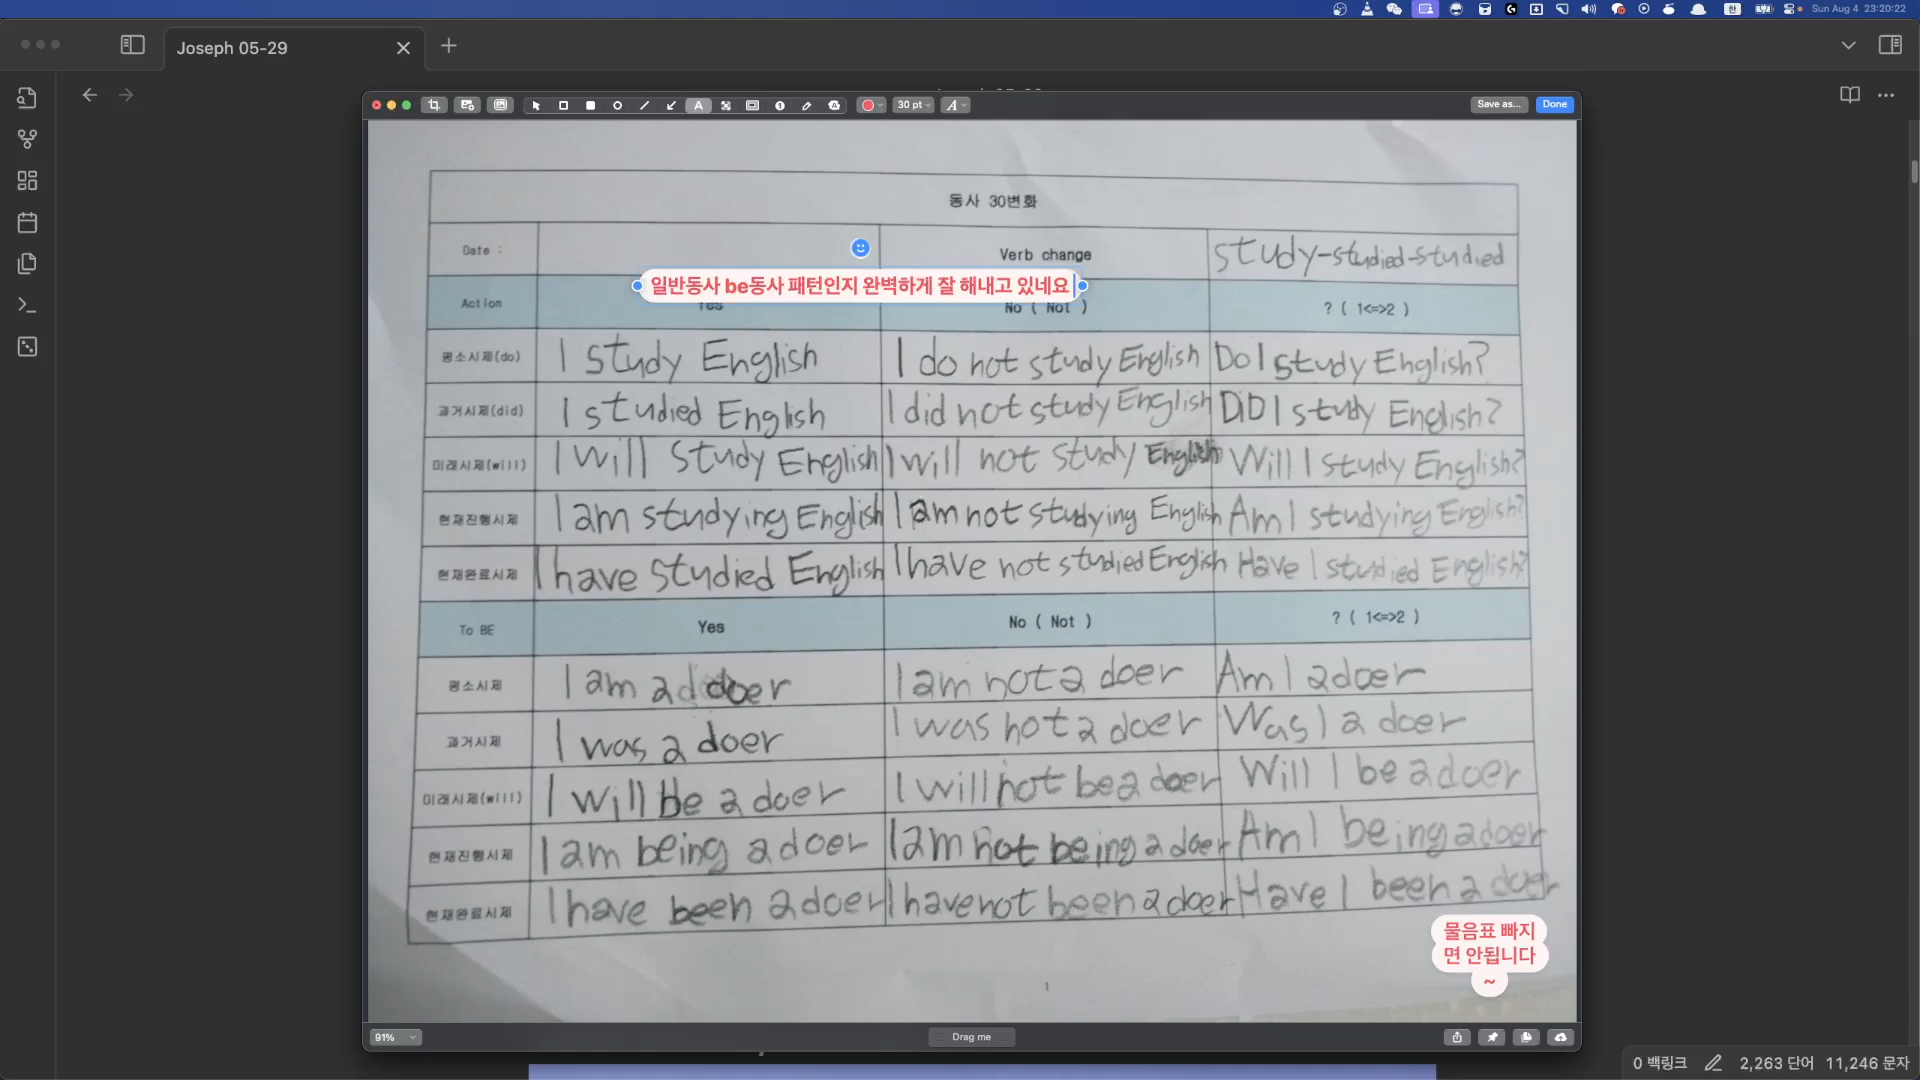 Sun Aug 4 23:20:22
Joseph 05-29
30 pt
Save as...
Done
동사 30변화
Date :
Verb change
study-studied-studied
일반동사 be동사 패턴인지 완벽하게 잘 해내고 있네요
Action
Yes
No ( Not )
? ( 1<=>2 )
평소시제(do)
I study English
I do not study English
Do I study English?
과거시제(did)
I studied English
I did not study English
DiD I study English?
미래시제(will)
I will study English
I will not study English
Will I study English?
현재진행시제
I am studying English
I am not studying English
Am I studying English?
현재완료시제
I have studied English
I have not studied English
Have I studied English?
To BE
Yes
No ( Not )
? ( 1<=>2 )
평소시제
I am a doer
I am not a doer
Am I a doer
과거시제
I was a doer
I was not a doer
Was I a doer
미래시제(will)
I will be a doer
I will not be a doer
Will I be a doer
현재진행시제
I am being a doer
I am not being a doer
Am I being a doer
현재완료시제
I have been a doer
I have not been a doer
Have I been a doer
물음표 빠지
면 안됩니다
~
1
91%
Drag me
0 백링크
2,263 단어
11,246 문자